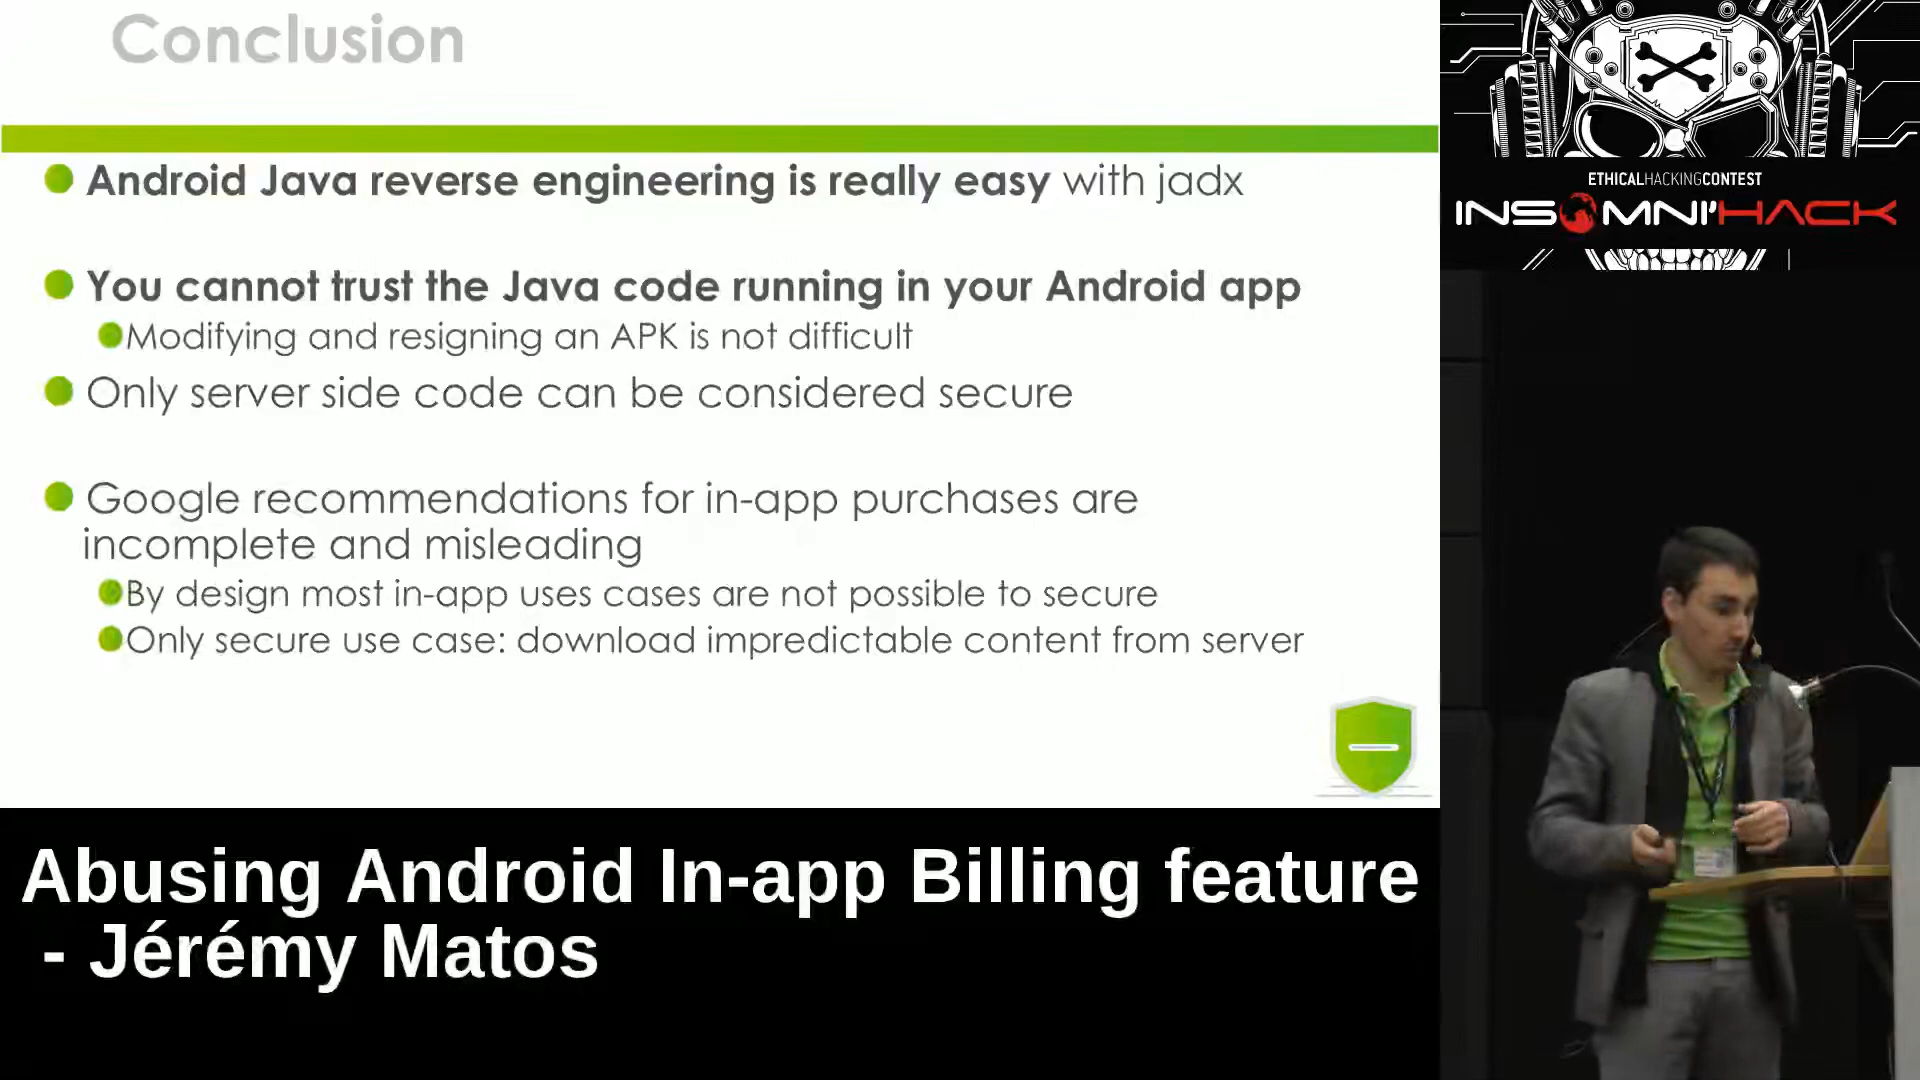 Conclusion
Android Java reverse engineering is really easy with jadx
You cannot trust the Java code running in your Android app
Modifying and resigning an APK is not difficult
Only server side code can be considered secure
Google recommendations for in-app purchases are
incomplete and misleading
By design most in-app uses cases are not possible to secure
Only secure use case: download impredictable content from server
ETHICALHACKINGCONTEST
INSOMNI'HACK
Abusing Android In-app Billing feature
- Jérémy Matos